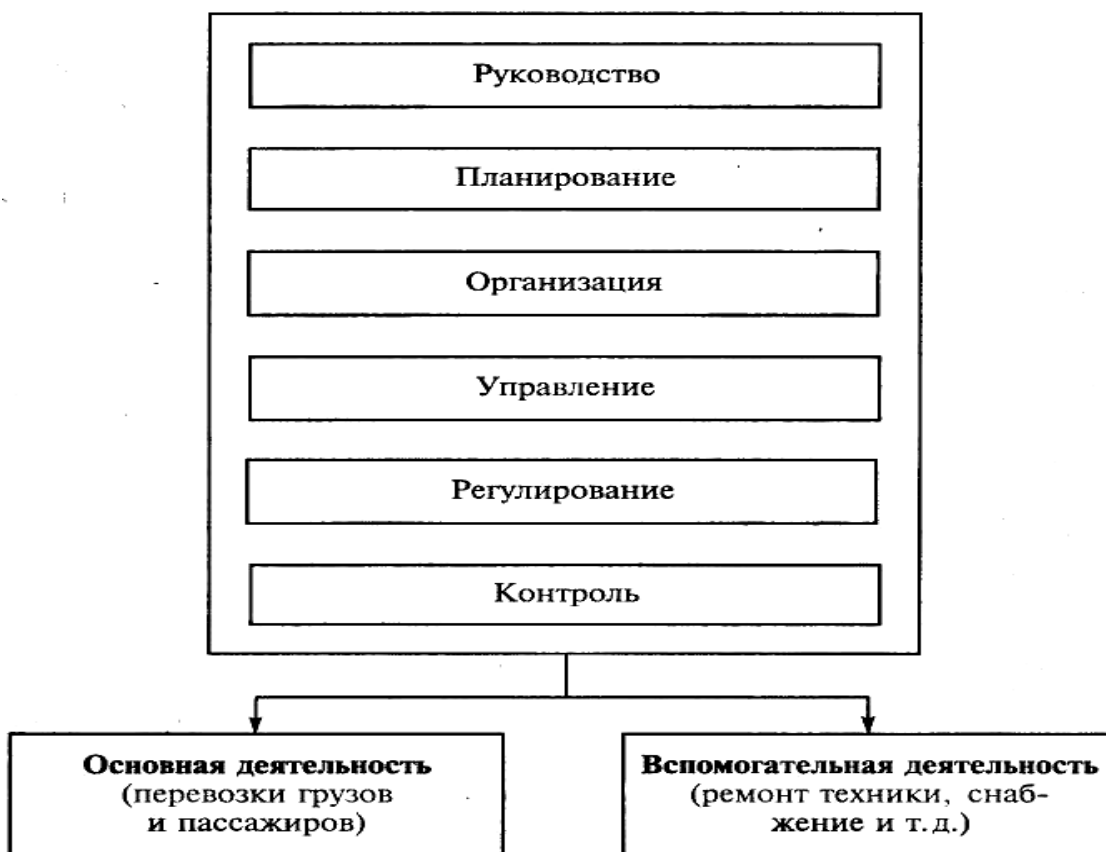 Руководство
Планирование
Организация
Управление
Регулирование
Контроль
Основная деятельность
(перевозки грузов
и пассажиров)
Вспомогательная деятельность
(ремонт техники, снаб-
жение и т.д.)